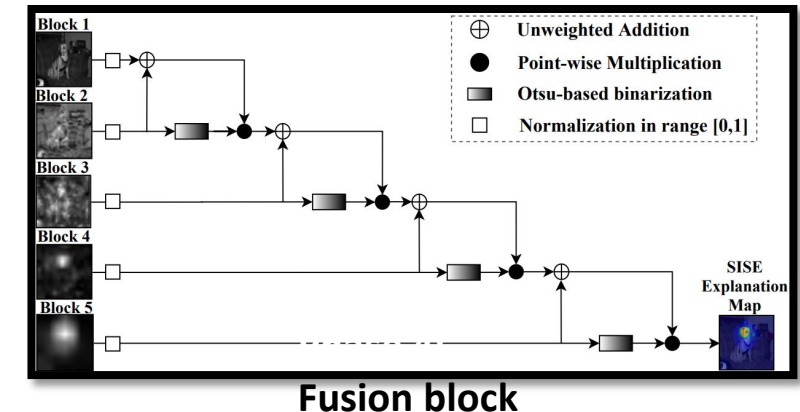 Block 1
Unweighted Addition
Point-wise Multiplication
Block 2
Otsu-based binarization
Normalization in range [0,1]
Block 3
Block 4
SISE
Explanation
Map
Block 5
Fusion block